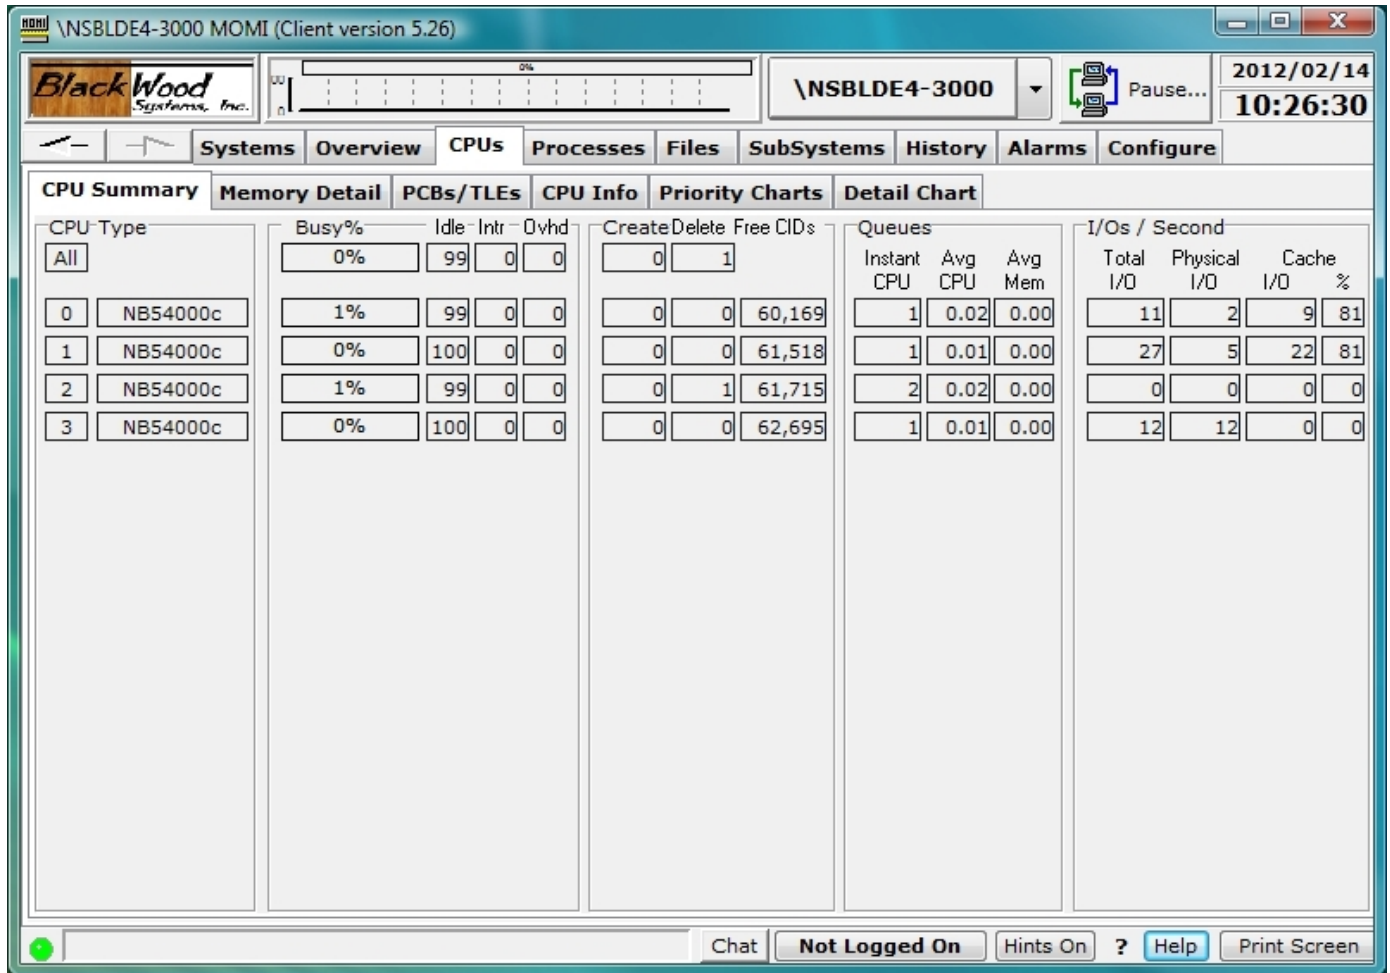 MOMI \NSBLDE4-3000 MOMI (Client version 5.26)
BlackWood Systems, Inc.
0%
0
\NSBLDE4-3000
Pause...
2012/02/14
10:26:30
Systems Overview CPUs Processes Files SubSystems History Alarms Configure
CPU Summary Memory Detail PCBs/TLEs CPU Info Priority Charts Detail Chart
CPU Type Busy% Idle Intr Ovhd Create Delete Free CIDs Queues I/Os / Second
All 0% 99 0 0 0 1 Instant Avg Avg Total Physical Cache
CPU CPU Mem I/O I/O I/O %
0 NB54000c 1% 99 0 0 0 0 60,169 1 0.02 0.00 11 2 9 81
1 NB54000c 0% 100 0 0 0 0 61,518 1 0.01 0.00 27 5 22 81
2 NB54000c 1% 99 0 0 0 1 61,715 2 0.02 0.00 0 0 0 0
3 NB54000c 0% 100 0 0 0 0 62,695 1 0.01 0.00 12 12 0 0
Chat Not Logged On Hints On ? Help Print Screen